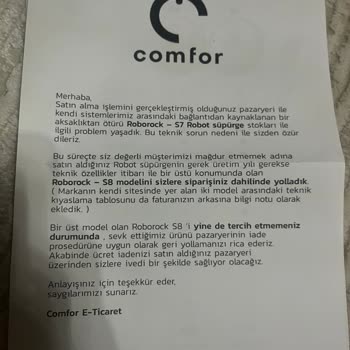 comfor
Merhaba,
Satın alma işlemini gerçekleştirmiş olduğunuz pazaryeri ile
kendi sistemlerimiz arasındaki bağlantıdan kaynaklanan bir
aksaklıktan ötürü Roborock – S7 Robot süpürge stokları ile
ilgili problem yaşadık. Bu teknik sorun nedeni ile sizden özür
dileriz.
Bu süreçte siz değerli müşterimizi mağdur etmemek adına
satın aldığınız Robot süpürgenin gerek üretim yılı gerekse
teknik özellikler itibarı ile bir üstü konumunda olan
Roborock – S8 modelini sizlere siparişiniz dahilinde yolladık.
( Markanın kendi sitesinde yer alan iki model arasındaki teknik
kıyaslama tablosunu da faturanızın arkasına bilgi notu olarak
ekledik. )
Bir üst model olan Roborock S8 'i yine de tercih etmemeniz
durumunda , sevk ettiğimiz ürünü pazaryerinin iade
prosedürüne uygun olarak geri yollamanızı rica ederiz.
Akabinde ücret iadenizi satın aldığınız pazaryeri
üzerinden sizlere ivedi bir şekilde sağlıyor olacağız.
Anlayışınız için teşekkür eder,
saygılarımızı sunarız.
Comfor E-Ticaret